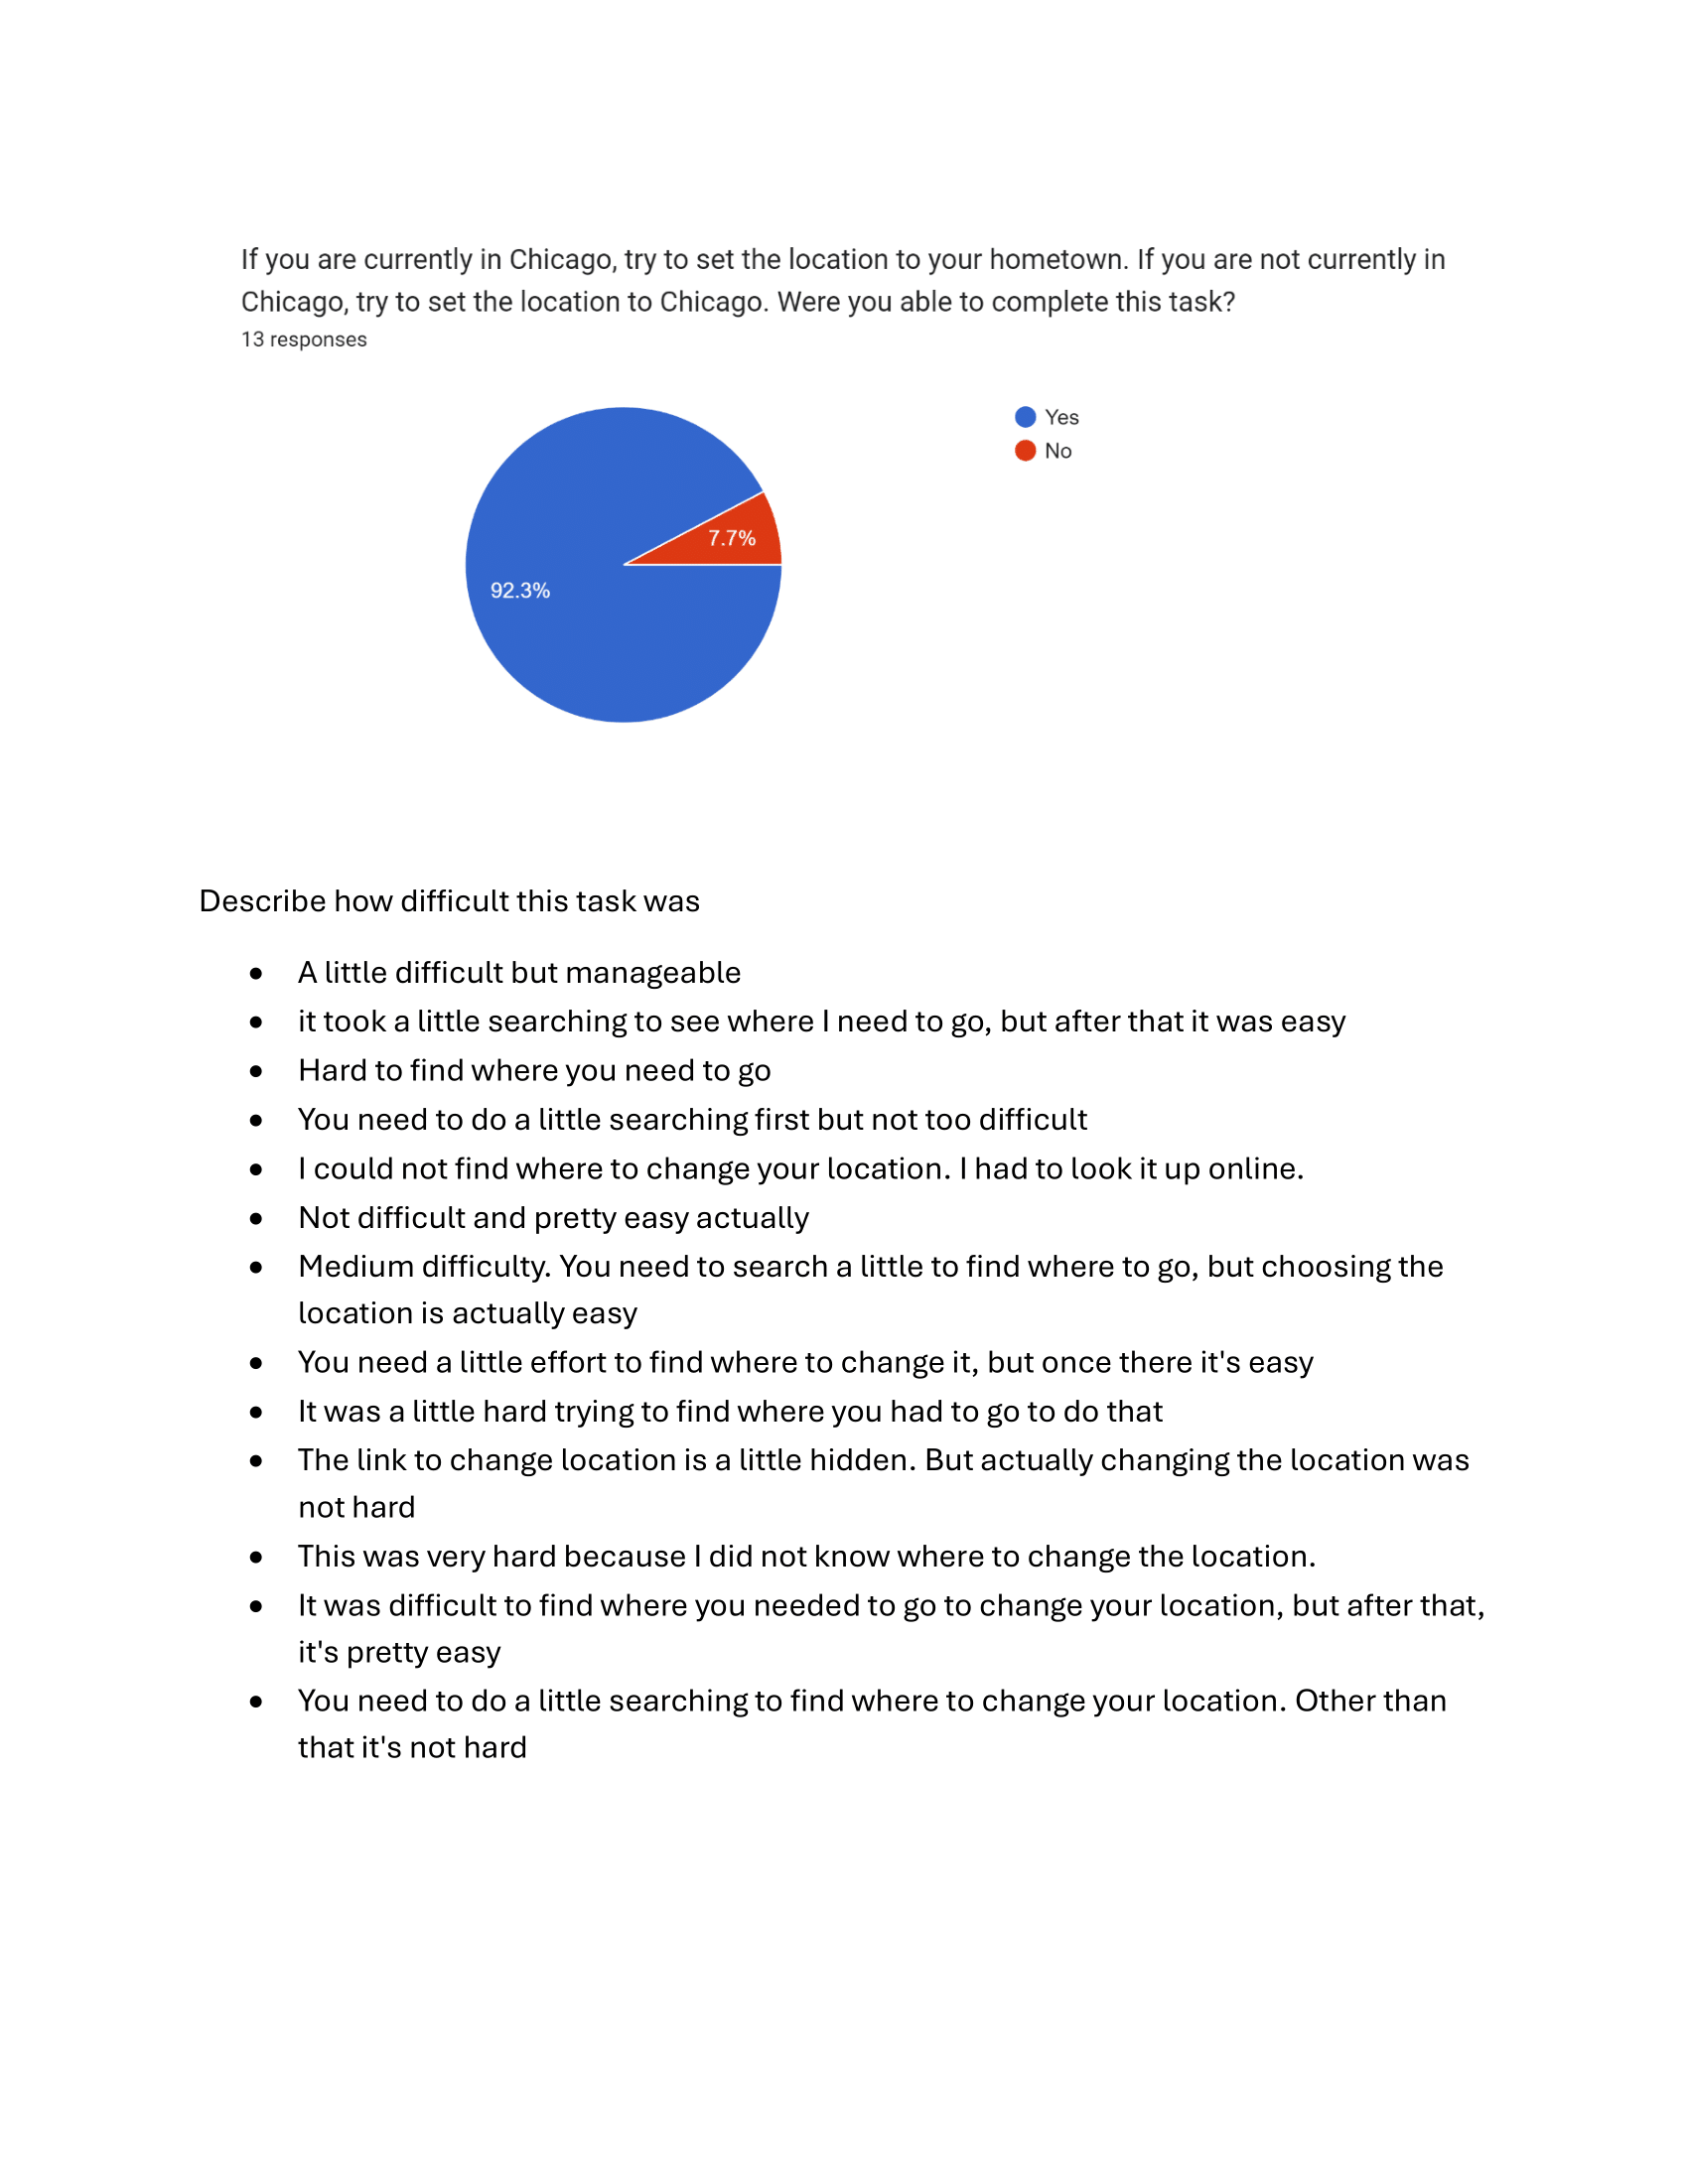 If you are currently in Chicago, try to set the location to your hometown. If you are not currently in
Chicago, try to set the location to Chicago. Were you able to complete this task?
13 responses
Yes
No
7.7%
92.3%
Describe how difficult this task was
• A little difficult but manageable
• it took a little searching to see where I need to go, but after that it was easy
• Hard to find where you need to go
• You need to do a little searching first but not too difficult
• I could not find where to change your location. I had to look it up online.
• Not difficult and pretty easy actually
• Medium difficulty. You need to search a little to find where to go, but choosing the
location is actually easy
• You need a little effort to find where to change it, but once there it's easy
• It was a little hard trying to find where you had to go to do that
• The link to change location is a little hidden. But actually changing the location was
not hard
• This was very hard because I did not know where to change the location.
• It was difficult to find where you needed to go to change your location, but after that,
it's pretty easy
• You need to do a little searching to find where to change your location. Other than
that it's not hard